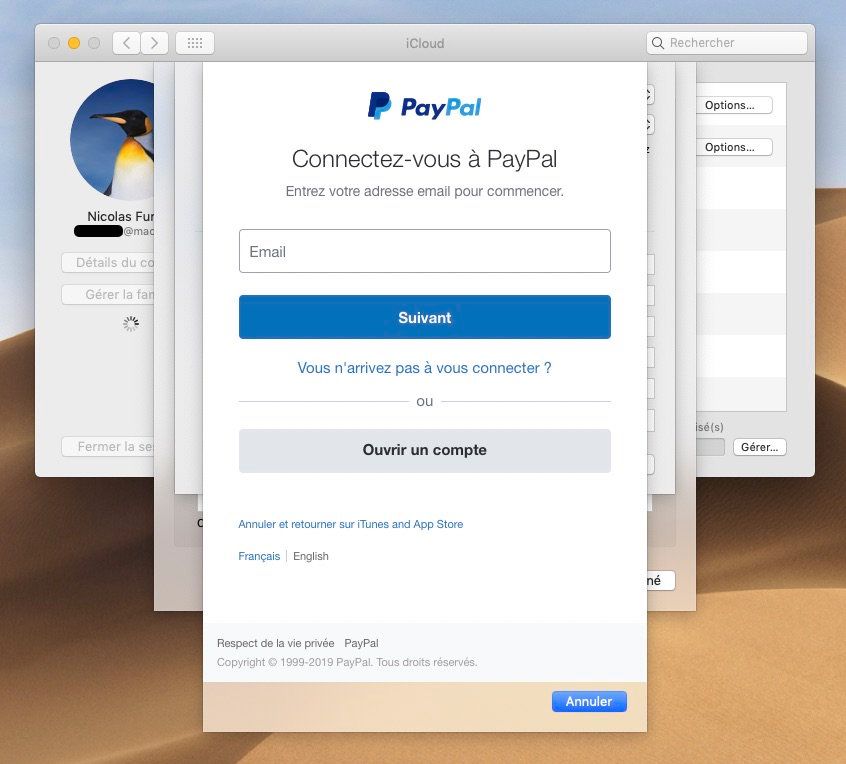 iCloud
Rechercher
PayPal
Connectez-vous à PayPal
Entrez votre adresse email pour commencer.
Email
Suivant
Vous n'arrivez pas à vous connecter ?
ou
Ouvrir un compte
Annuler et retourner sur iTunes and App Store
Français
English
Respect de la vie privée PayPal
Copyright © 1999-2019 PayPal. Tous droits réservés.
Annuler
Nicolas Fur
@mac
Détails du co
Gérer la fam
Fermer la se
Options...
Options...
isé(s)
Gérer...
né